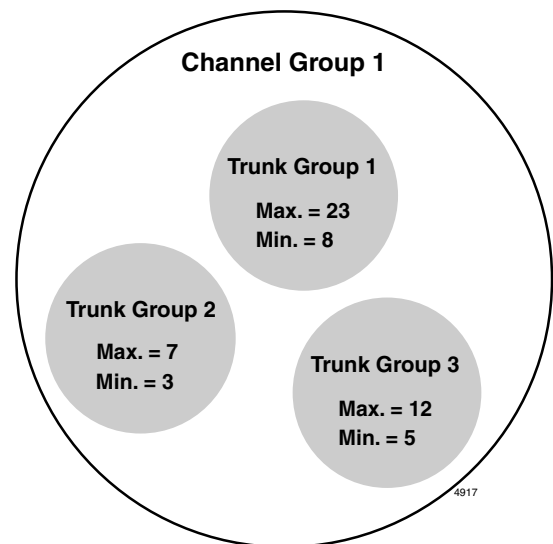 Channel Group 1
Trunk Group 1
Max. = 23
Min. = 8
Trunk Group 2
Max. = 7
Min. = 3
Trunk Group 3
Max. = 12
Min. = 5
4917